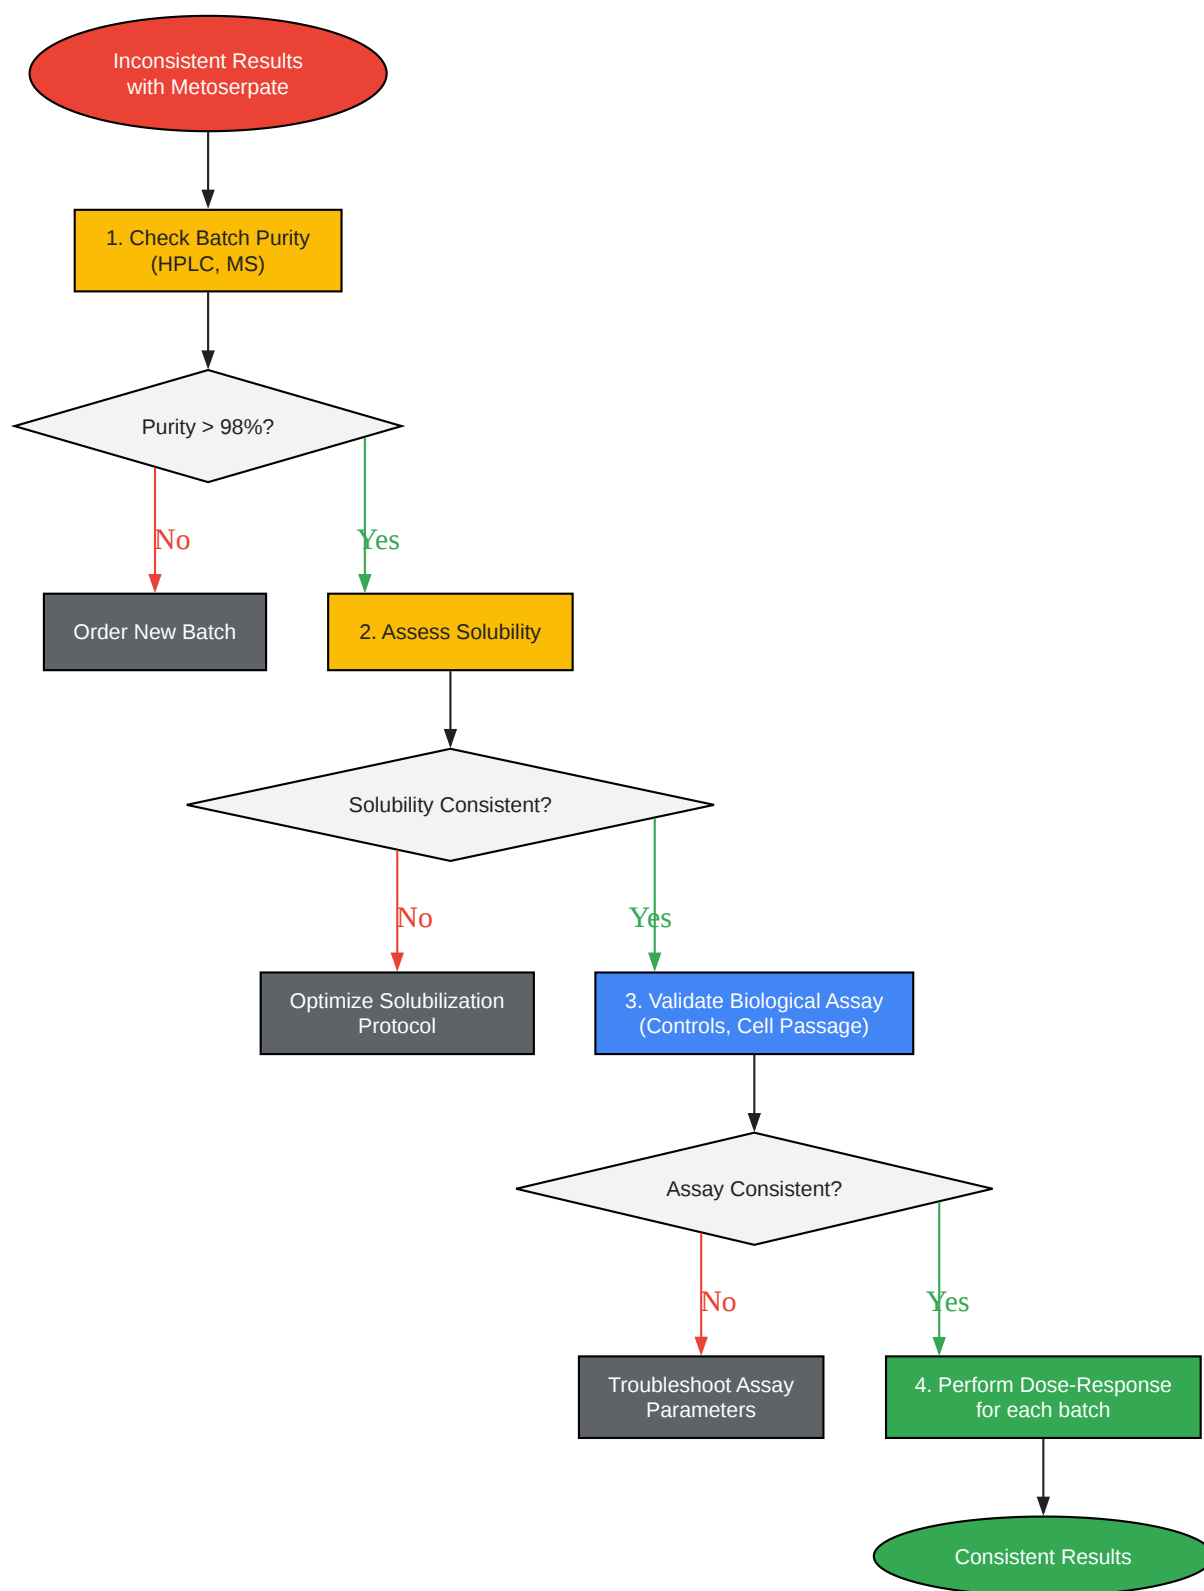 Inconsistent Results
with Metoserpate
1. Check Batch Purity
(HPLC, MS)
Purity > 98%?
No
Yes
Order New Batch
2. Assess Solubility
Solubility Consistent?
No
Yes
Optimize Solubilization
Protocol
3. Validate Biological Assay
(Controls, Cell Passage)
Assay Consistent?
No
Yes
Troubleshoot Assay
Parameters
4. Perform Dose-Response
for each batch
Consistent Results